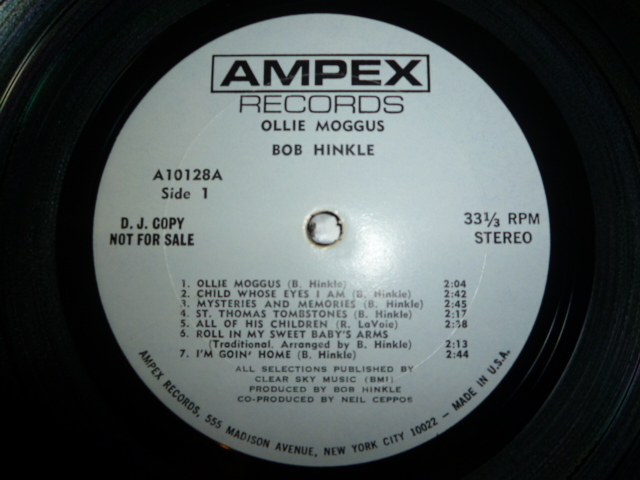 AMPEX
RECORDS
OLLIE MOGGUS
BOB HINKLE
A10128A
Side 1
D. J. COPY
NOT FOR SALE
33⅓ RPM
STEREO
1. OLLIE MOGGUS (B. Hinkle) 2:04
2. CHILD WHOSE EYES I AM (B. Hinkle) 2:42
3. MYSTERIES AND MEMORIES (B. Hinkle) 2:45
4. ST. THOMAS TOMBSTONES (B. Hinkle) 2:17
5. ALL OF HIS CHILDREN (R. LaVoie)
6. ROLL IN MY SWEET BABY'S ARMS
(Traditional. Arranged by B. Hinkle) 2:13
7. I'M GOIN' HOME (B. Hinkle) 2:44
ALL SELECTIONS PUBLISHED BY
CLEAR SKY MUSIC (BMI)
PRODUCED BY BOB HINKLE
CO-PRODUCED BY NEIL CEPPOS
AMPEX RECORDS, 555 MADISON AVENUE, NEW YORK CITY 10022 - MADE IN U.S.A.